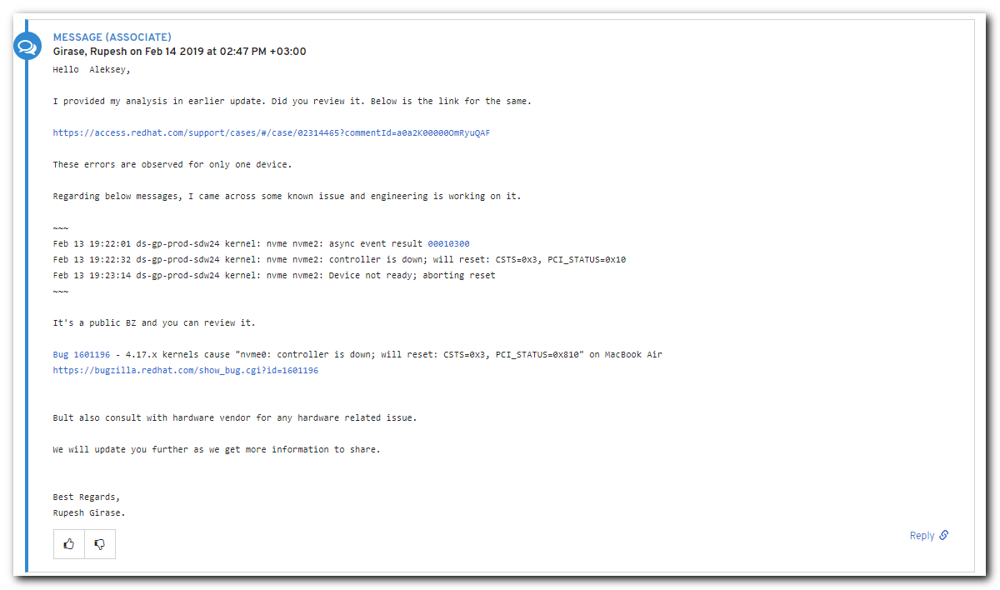 MESSAGE (ASSOCIATE)
Girase, Rupesh on Feb 14 2019 at 02:47 PM +03:00
Hello  Aleksey,
I provided my analysis in earlier update. Did you review it. Below is the link for the same.
https://access.redhat.com/support/cases/#/case/02314465?commentId=a0a2K00000OmRyuQAF
These errors are observed for only one device.
Regarding below messages, I came across some known issue and engineering is working on it.
~~~
Feb 13 19:22:01 ds-gp-prod-sdw24 kernel: nvme nvme2: async event result 00010300
Feb 13 19:22:32 ds-gp-prod-sdw24 kernel: nvme nvme2: controller is down; will reset: CSTS=0x3, PCI_STATUS=0x10
Feb 13 19:23:14 ds-gp-prod-sdw24 kernel: nvme nvme2: Device not ready; aborting reset
~~~
It's a public BZ and you can review it.
Bug 1601196 - 4.17.x kernels cause "nvme0: controller is down; will reset: CSTS=0x3, PCI_STATUS=0x810" on MacBook Air
https://bugzilla.redhat.com/show_bug.cgi?id=1601196
Bult also consult with hardware vendor for any hardware related issue.
We will update you further as we get more information to share.
Best Regards,
Rupesh Girase.
Reply